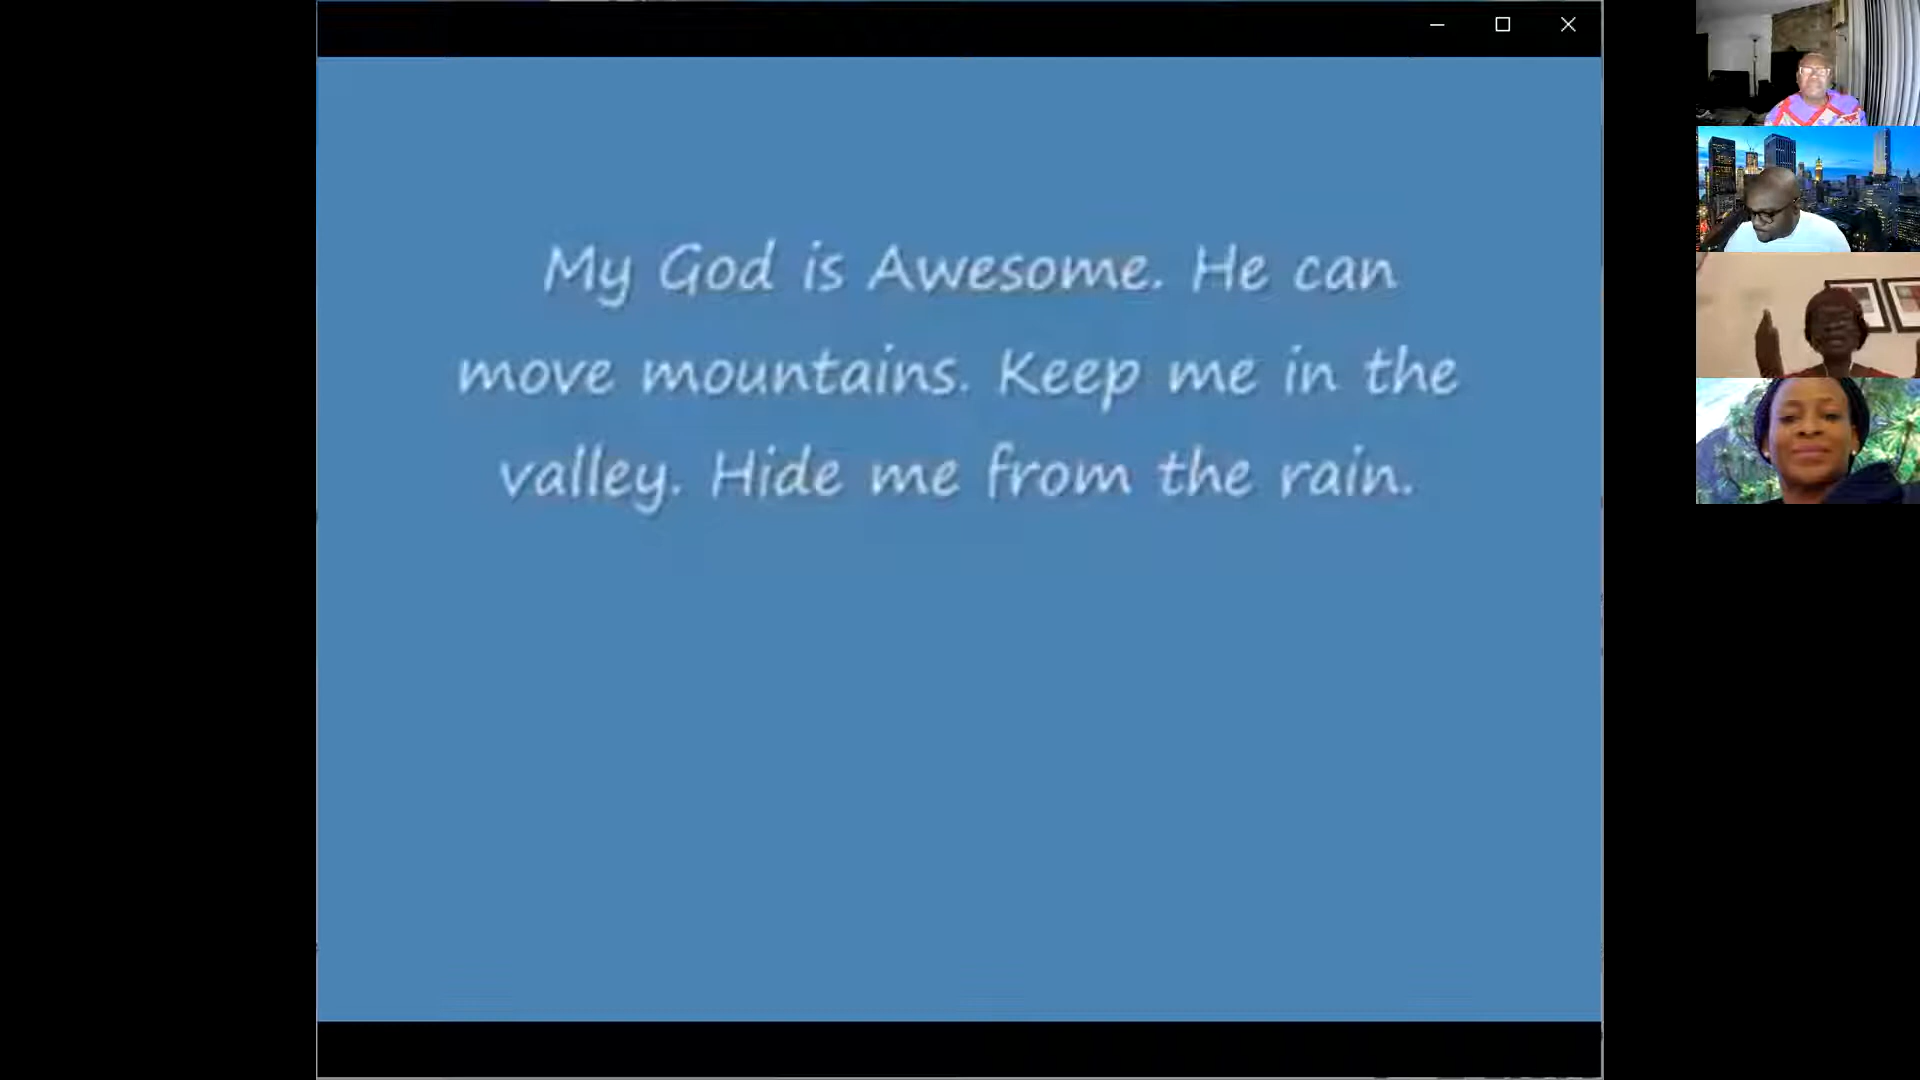 My God is Awesome. He can
move mountains. Keep me in the
valley. Hide me from the rain.